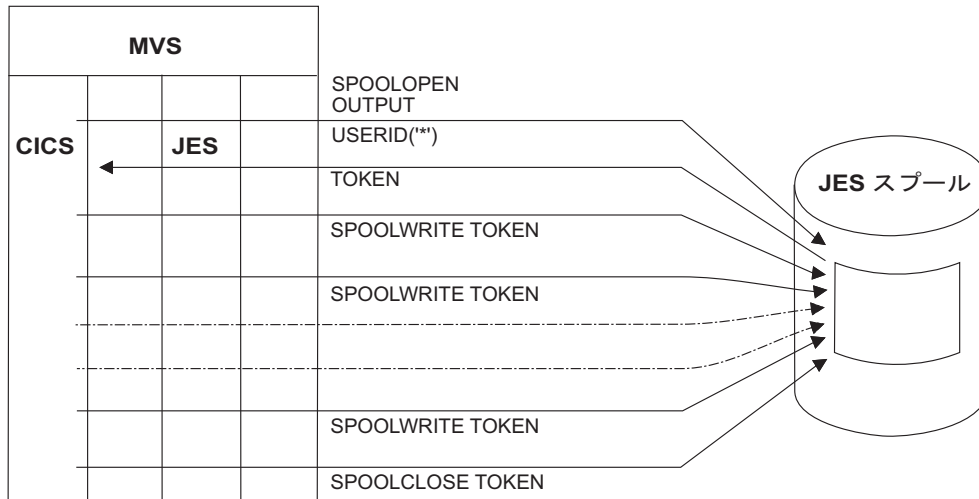 MVS
CICS
JES
SPOOLOPEN
OUTPUT
USERID('*')
TOKEN
SPOOLWRITE TOKEN
SPOOLWRITE TOKEN
SPOOLWRITE TOKEN
SPOOLCLOSE TOKEN
JES スプール